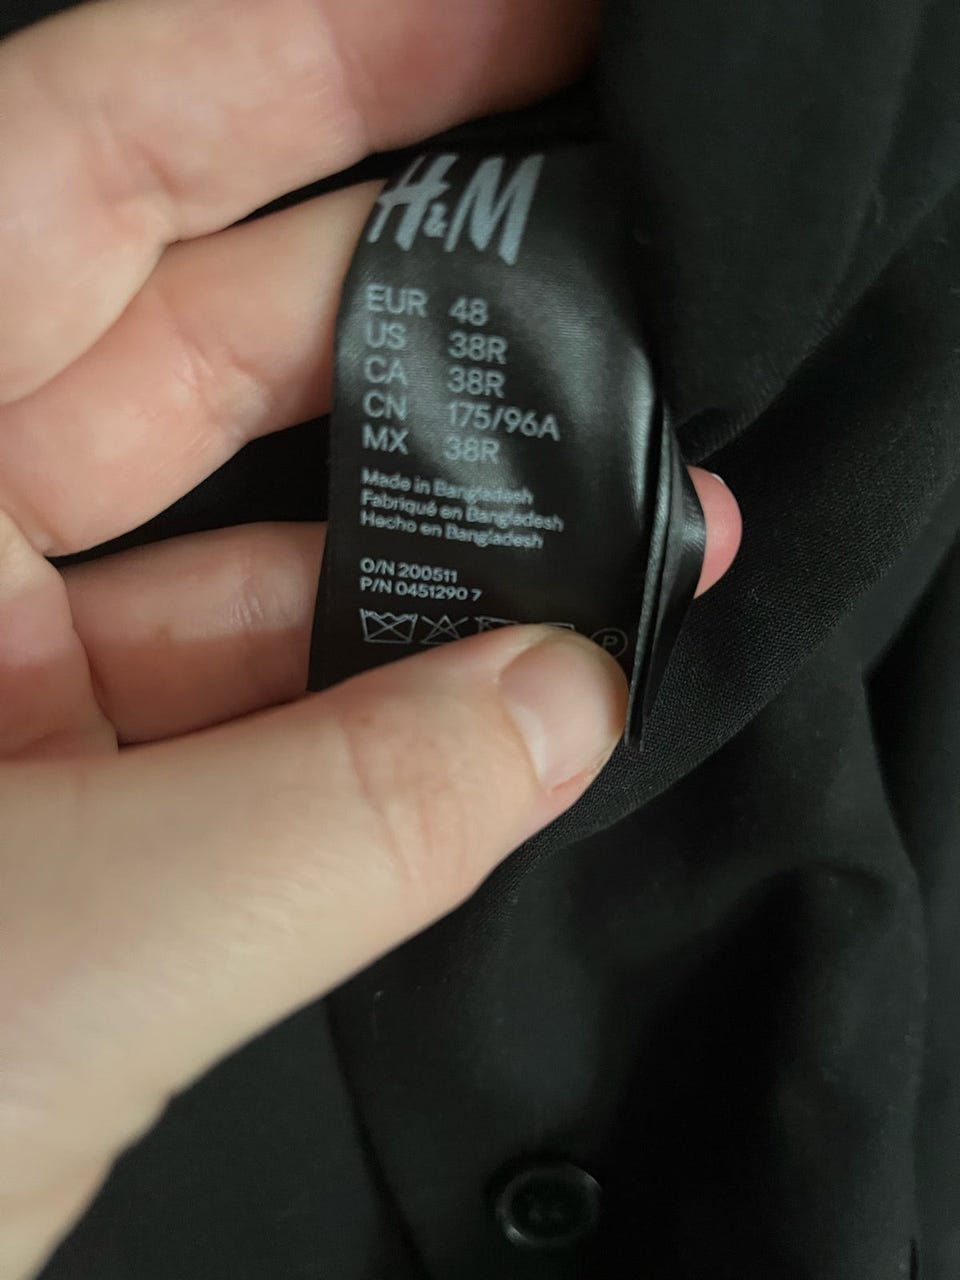 H&M
EUR 48
US 38R
CA 38R
CN 175/96A
MX 38R
Made in Bangladesh
Fabriqué en Bangladesh
Hecho en Bangladesh
O/N 200511
P/N 0451290 7
P